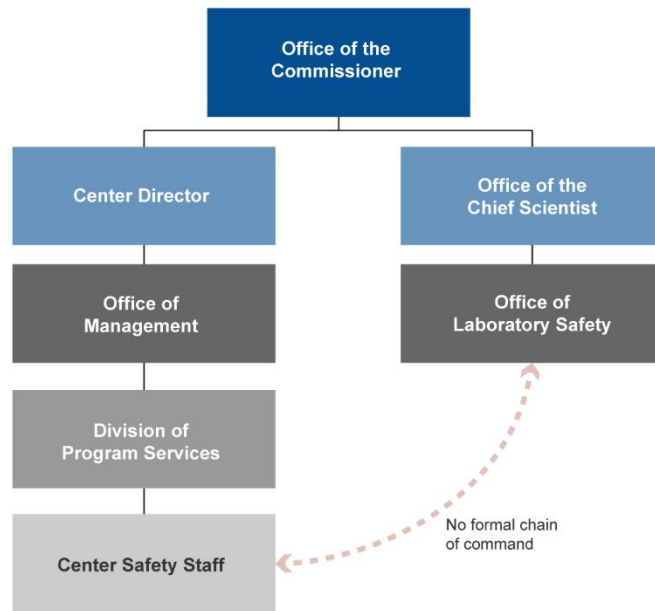 Office of the
Commissioner
Center Director
Office of the
Chief Scientist
Office of
Management
Office of
Laboratory Safety
Division of
Program Services
Center Safety Staff
No formal chain
of command